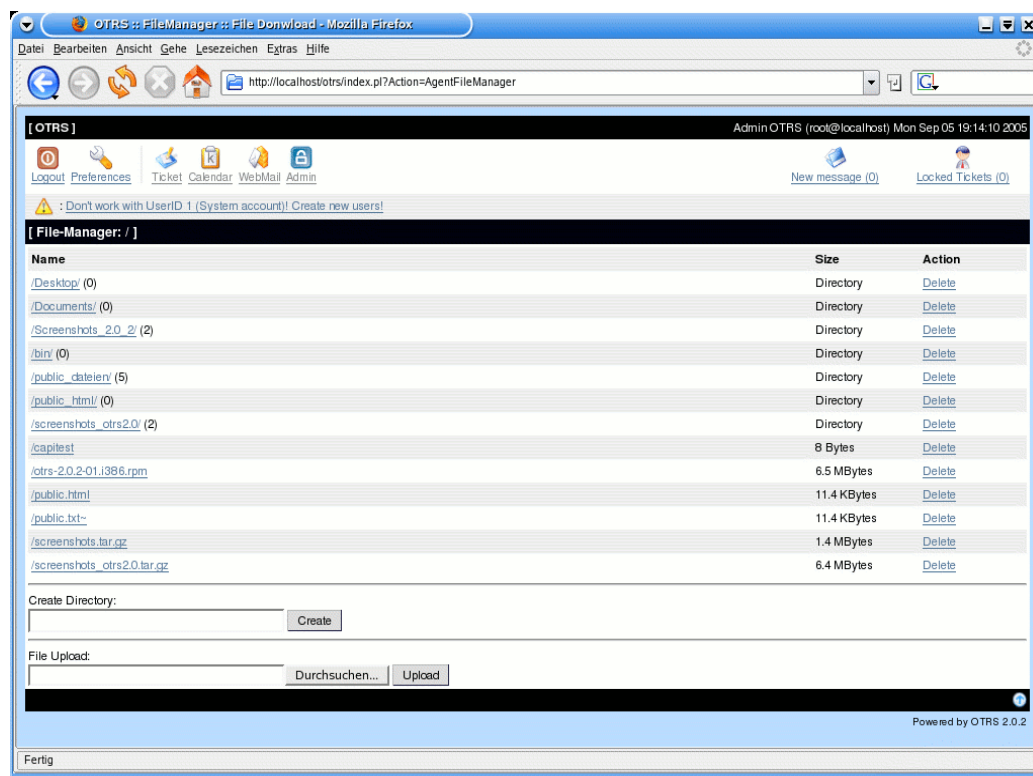 OTRS :: FileManager :: File Donwload - Mozilla Firefox
Datei Bearbeiten Ansicht Gehe Lesezeichen Extras Hilfe
http://localhost/otrs/index.pl?Action=AgentFileManager
[ OTRS ] Admin OTRS (root@localhost) Mon Sep 05 19:14:10 2005
Logout Preferences Ticket Calendar WebMail Admin New message (0) Locked Tickets (0)
: Don't work with UserID 1 (System account)! Create new users!
[ File-Manager: / ]
Name Size Action
/Desktop/ (0) Directory Delete
/Documents/ (0) Directory Delete
/Screenshots_2.0_2/ (2) Directory Delete
/bin/ (0) Directory Delete
/public_dateien/ (5) Directory Delete
/public_html/ (0) Directory Delete
/screenshots_otrs2.0/ (2) Directory Delete
/capitest 8 Bytes Delete
/otrs-2.0.2-01.i386.rpm 6.5 MBytes Delete
/public.html 11.4 KBytes Delete
/public.txt~ 11.4 KBytes Delete
/screenshots.tar.gz 1.4 MBytes Delete
/screenshots_otrs2.0.tar.gz 6.4 MBytes Delete
Create Directory:
Create
File Upload:
Durchsuchen... Upload
Powered by OTRS 2.0.2
Fertig